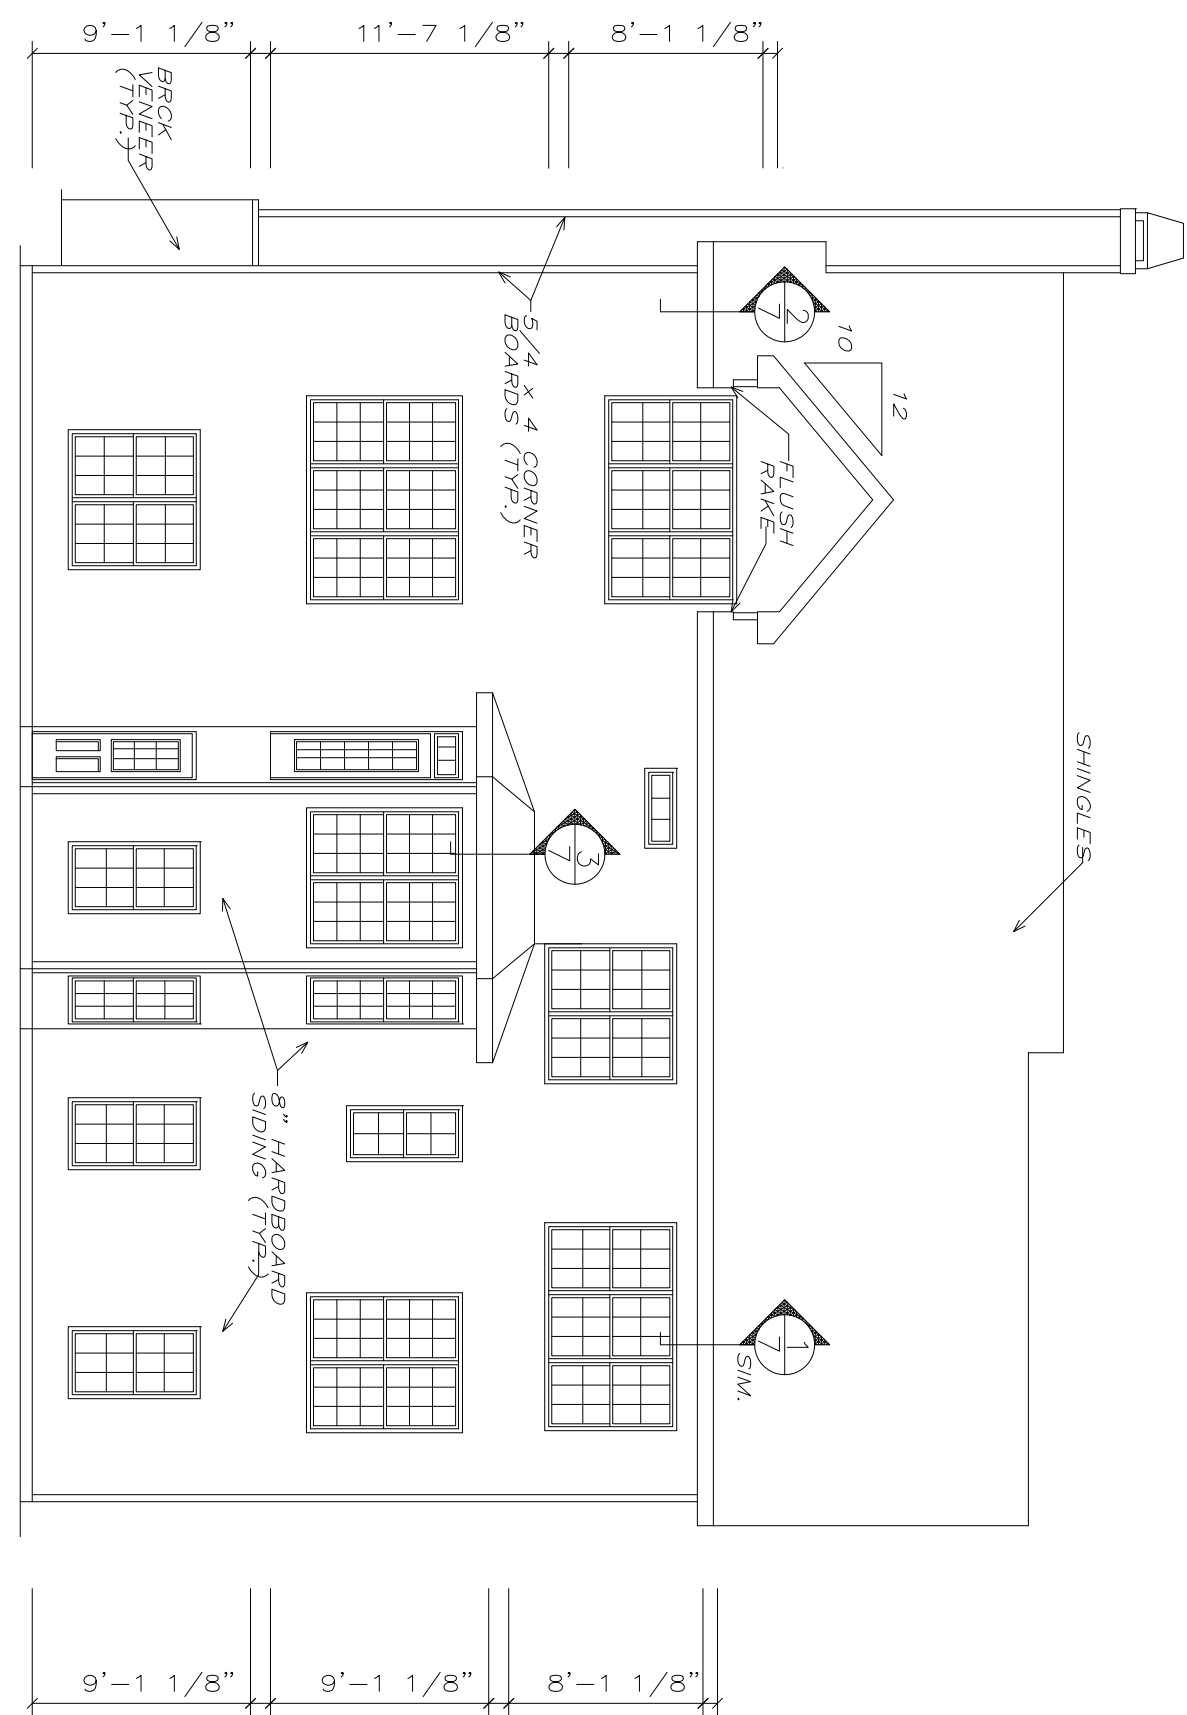 9'-1 1/8"
11'-7 1/8"
8'-1 1/8"
BRCK
VENEER
(TYP.)
5/4 x 4 CORNER
BOARDS (TYP.)
2
7
10
12
FLUSH
RAKE
SHINGLES
3
7
8" HARDBOARD
SIDING (TYP.)
1
7
SIM.
9'-1 1/8"
9'-1 1/8"
8'-1 1/8"